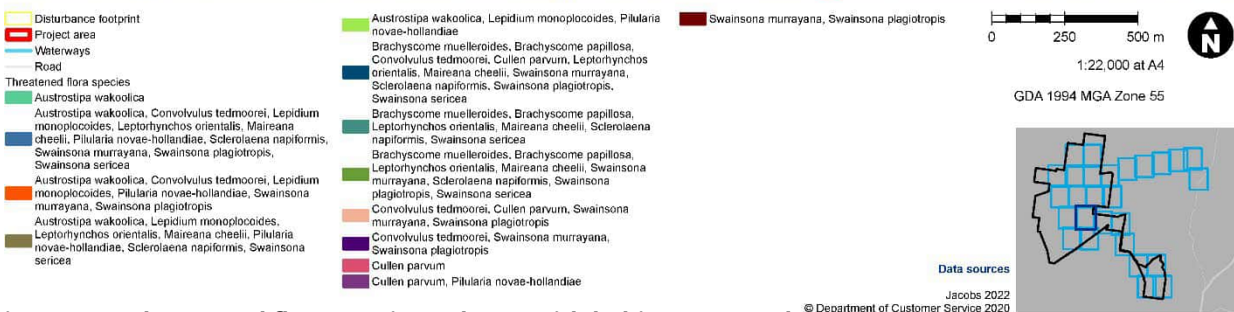 Disturbance footprint
Project area
Waterways
Road
Threatened flora species
Austrostipa wakoolica
Austrostipa wakoolica, Convolvulus tedmoorei, Lepidium
monoplocoides, Leptorhynchos orientalis, Maireana
cheelii, Pilularia novae-hollandiae, Sclerolaena napiformis,
Swainsona murrayana, Swainsona plagiotropis,
Swainsona sericea
Austrostipa wakoolica, Convolvulus tedmoorei, Lepidium
monoplocoides, Pilularia novae-hollandiae, Swainsona
murrayana, Swainsona plagiotropis
Austrostipa wakoolica, Lepidium monoplocoides,
Leptorhynchos orientalis, Maireana cheelii, Pilularia
novae-hollandiae, Sclerolaena napiformis, Swainsona
sericea
Austrostipa wakoolica, Lepidium monoplocoides, Pilularia
novae-hollandiae
Brachyscome muelleroides, Brachyscome papillosa,
Convolvulus tedmoorei, Cullen parvum, Leptorhynchos
orientalis, Maireana cheelii, Swainsona murrayana,
Sclerolaena napiformis, Swainsona plagiotropis,
Swainsona sericea
Brachyscome muelleroides, Brachyscome papillosa,
Leptorhynchos orientalis, Maireana cheelii, Sclerolaena
napiformis, Swainsona sericea
Brachyscome muelleroides, Brachyscome papillosa,
Leptorhynchos orientalis, Maireana cheelii, Swainsona
murrayana, Sclerolaena napiformis, Swainsona
plagiotropis, Swainsona sericea
Convolvulus tedmoorei, Cullen parvum, Swainsona
murrayana, Swainsona plagiotropis
Convolvulus tedmoorei, Swainsona murrayana,
Swainsona plagiotropis
Cullen parvum
Cullen parvum, Pilularia novae-hollandiae
Swainsona murrayana, Swainsona plagiotropis
0 250 500 m
N
1:22,000 at A4
GDA 1994 MGA Zone 55
Data sources
Jacobs 2022
© Department of Customer Service 2020